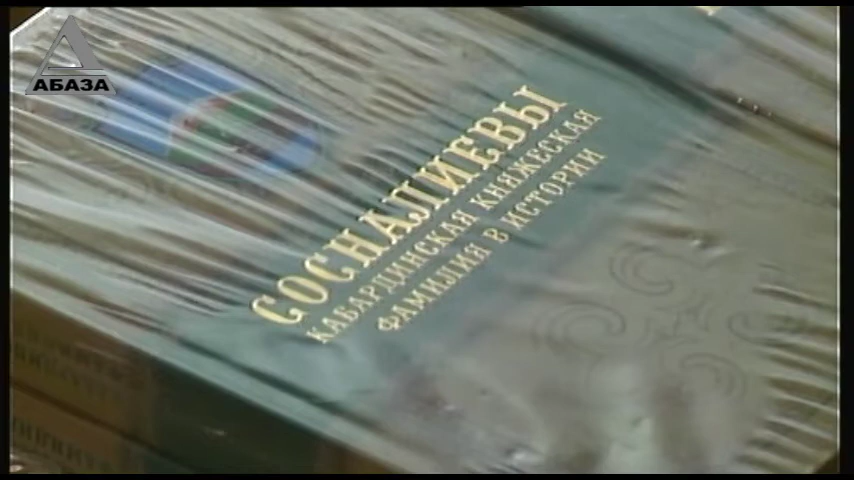 АБАЗА
СОСНАЛИЕВЫ
КАБАРДИНСКАЯ КНЯЖЕСКАЯ
ФАМИЛИЯ В ИСТОРИИ